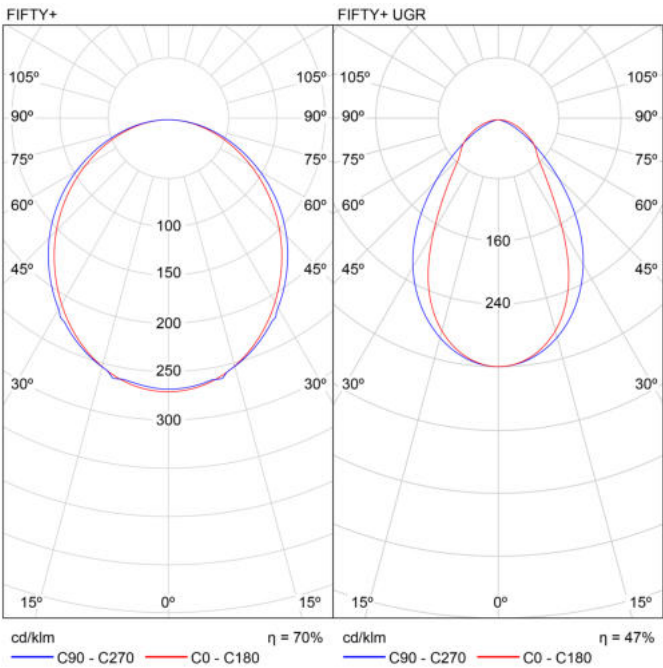 FIFTY+
105º 105º
90º 90º
75º 75º
60º 60º
45º 45º
30º 30º
15º 0º 15º
100
150
200
250
300
cd/klm η = 70%
C90 - C270 C0 - C180
FIFTY+ UGR
105º 105º
90º 90º
75º 75º
60º 60º
45º 45º
30º 30º
15º 0º 15º
160
240
cd/klm η = 47%
C90 - C270 C0 - C180